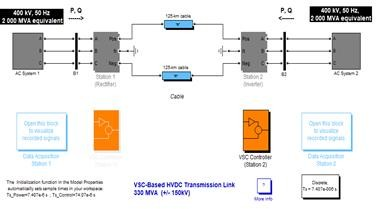 400 kV, 50 Hz,
2 000 MVA equivalent
P, Q
125-km cable
P, Q
400 kV, 50 Hz,
2 000 MVA equivalent
A
B
C
A
B
C
N
Pos
Neg
Pos
Neg
N
A
B
C
A
B
C
AC System 1
B1
Station 1
(Rectifier)
125-km cable
Station 2
(Inverter)
B2
AC System 2
Cable
Open this block
to visualize
recorded signals
Open this block
to visualize
recorded signals
Data Acquisition
Station 1
VSC Controller
(Station 2)
Data Acquisition
Station 2
The Initialization function in the Model Properties
automatically sets sample times in your workspace:
VSC-Based HVDC Transmission Link
330 MVA (+/- 150kV)
?
More Info
Discrete,